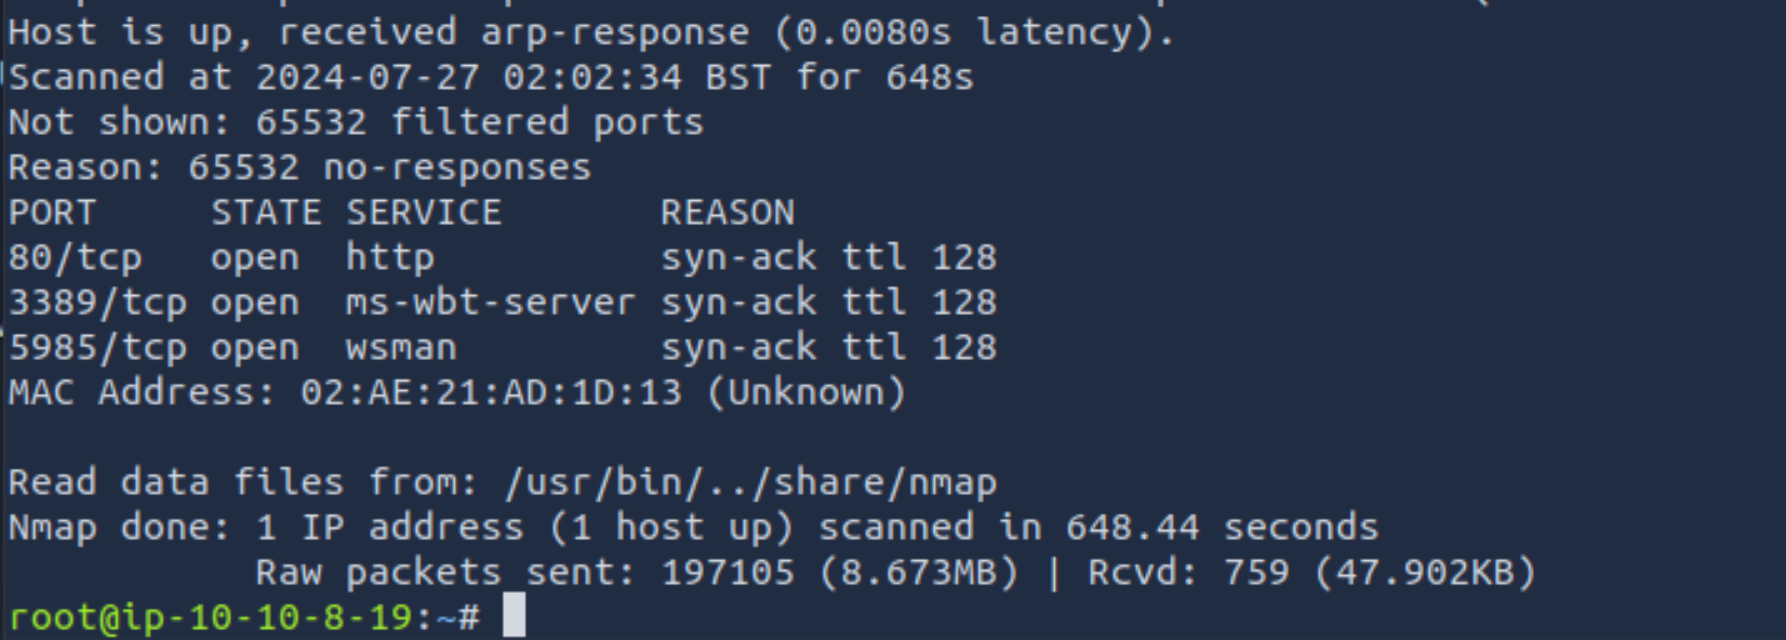 Host is up, received arp-response (0.0080s latency).
Scanned at 2024-07-27 02:02:34 BST for 648s
Not shown: 65532 filtered ports
Reason: 65532 no-responses
PORT     STATE SERVICE       REASON
80/tcp   open  http          syn-ack ttl 128
3389/tcp open  ms-wbt-server syn-ack ttl 128
5985/tcp open  wsman         syn-ack ttl 128
MAC Address: 02:AE:21:AD:1D:13 (Unknown)
Read data files from: /usr/bin/../share/nmap
Nmap done: 1 IP address (1 host up) scanned in 648.44 seconds
           Raw packets sent: 197105 (8.673MB) | Rcvd: 759 (47.902KB)
root@ip-10-10-8-19:~#